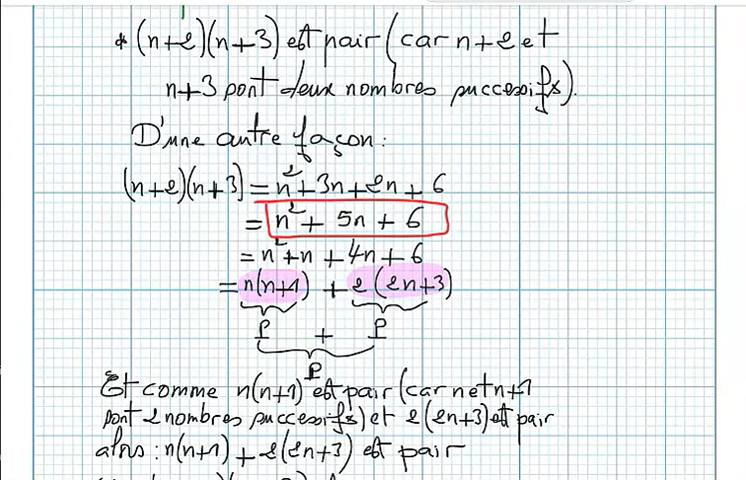 * (n+2)(n+3) est pair (car n+2 et
n+3 sont deux nombres successifs).
D'une autre façon :
(n+2)(n+3) = n² + 3n + 2n + 6
= n² + 5n + 6
= n² + n + 4n + 6
= n(n+1) + 2(2n+3)
P + P
P
Et comme n(n+1) est pair (car n et n+1
sont 2 nombres successifs) et 2(2n+3) est pair
alors : n(n+1) + 2(2n+3) est pair